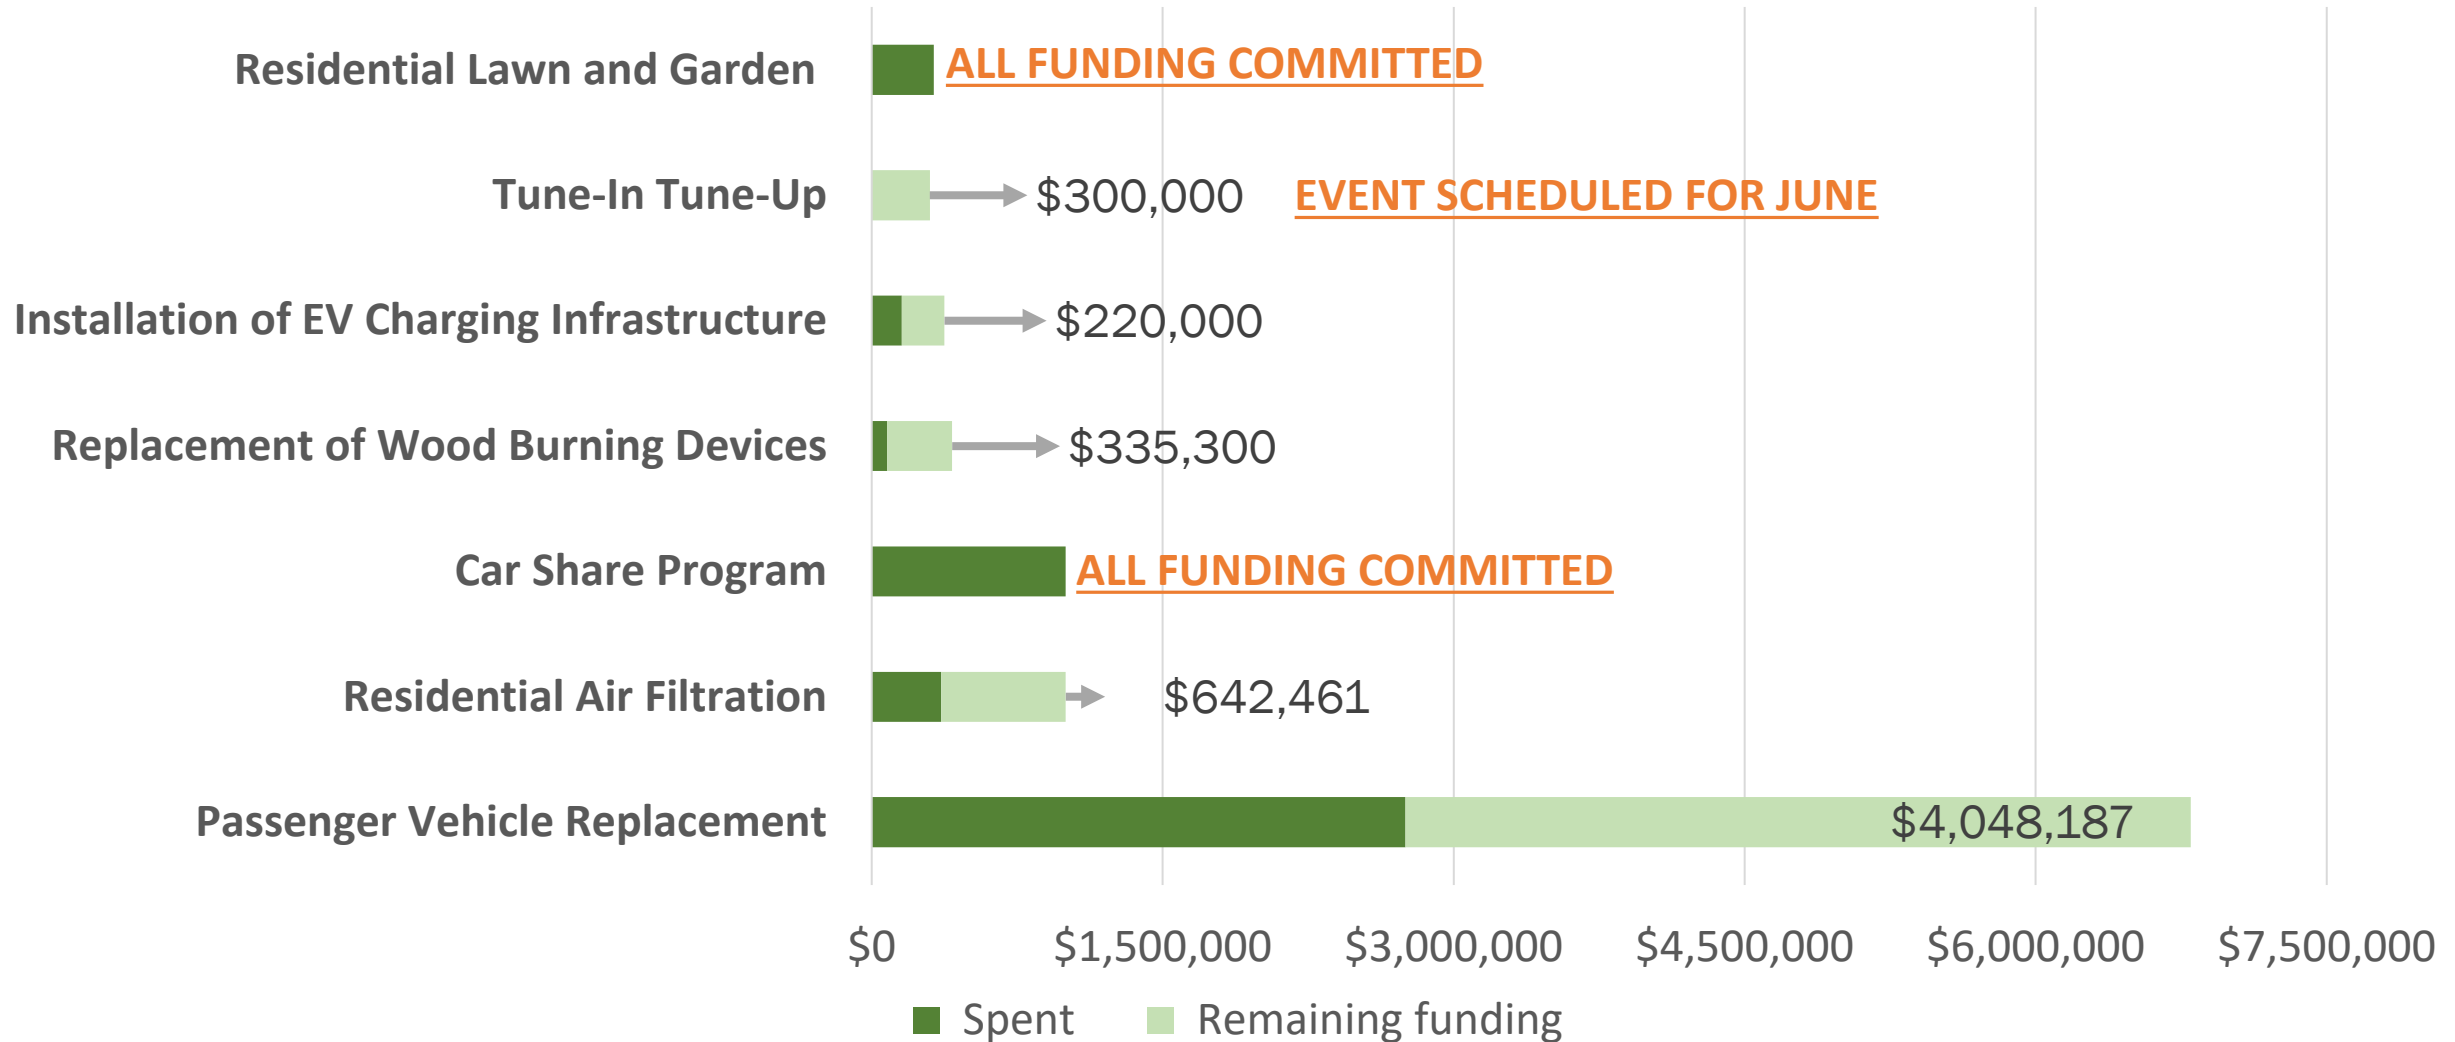 Residential Lawn and Garden ALL FUNDING COMMITTED
Tune-In Tune-Up $300,000 EVENT SCHEDULED FOR JUNE
Installation of EV Charging Infrastructure $220,000
Replacement of Wood Burning Devices $335,300
Car Share Program ALL FUNDING COMMITTED
Residential Air Filtration $642,461
Passenger Vehicle Replacement $4,048,187
$0 $1,500,000 $3,000,000 $4,500,000 $6,000,000 $7,500,000
Spent Remaining funding